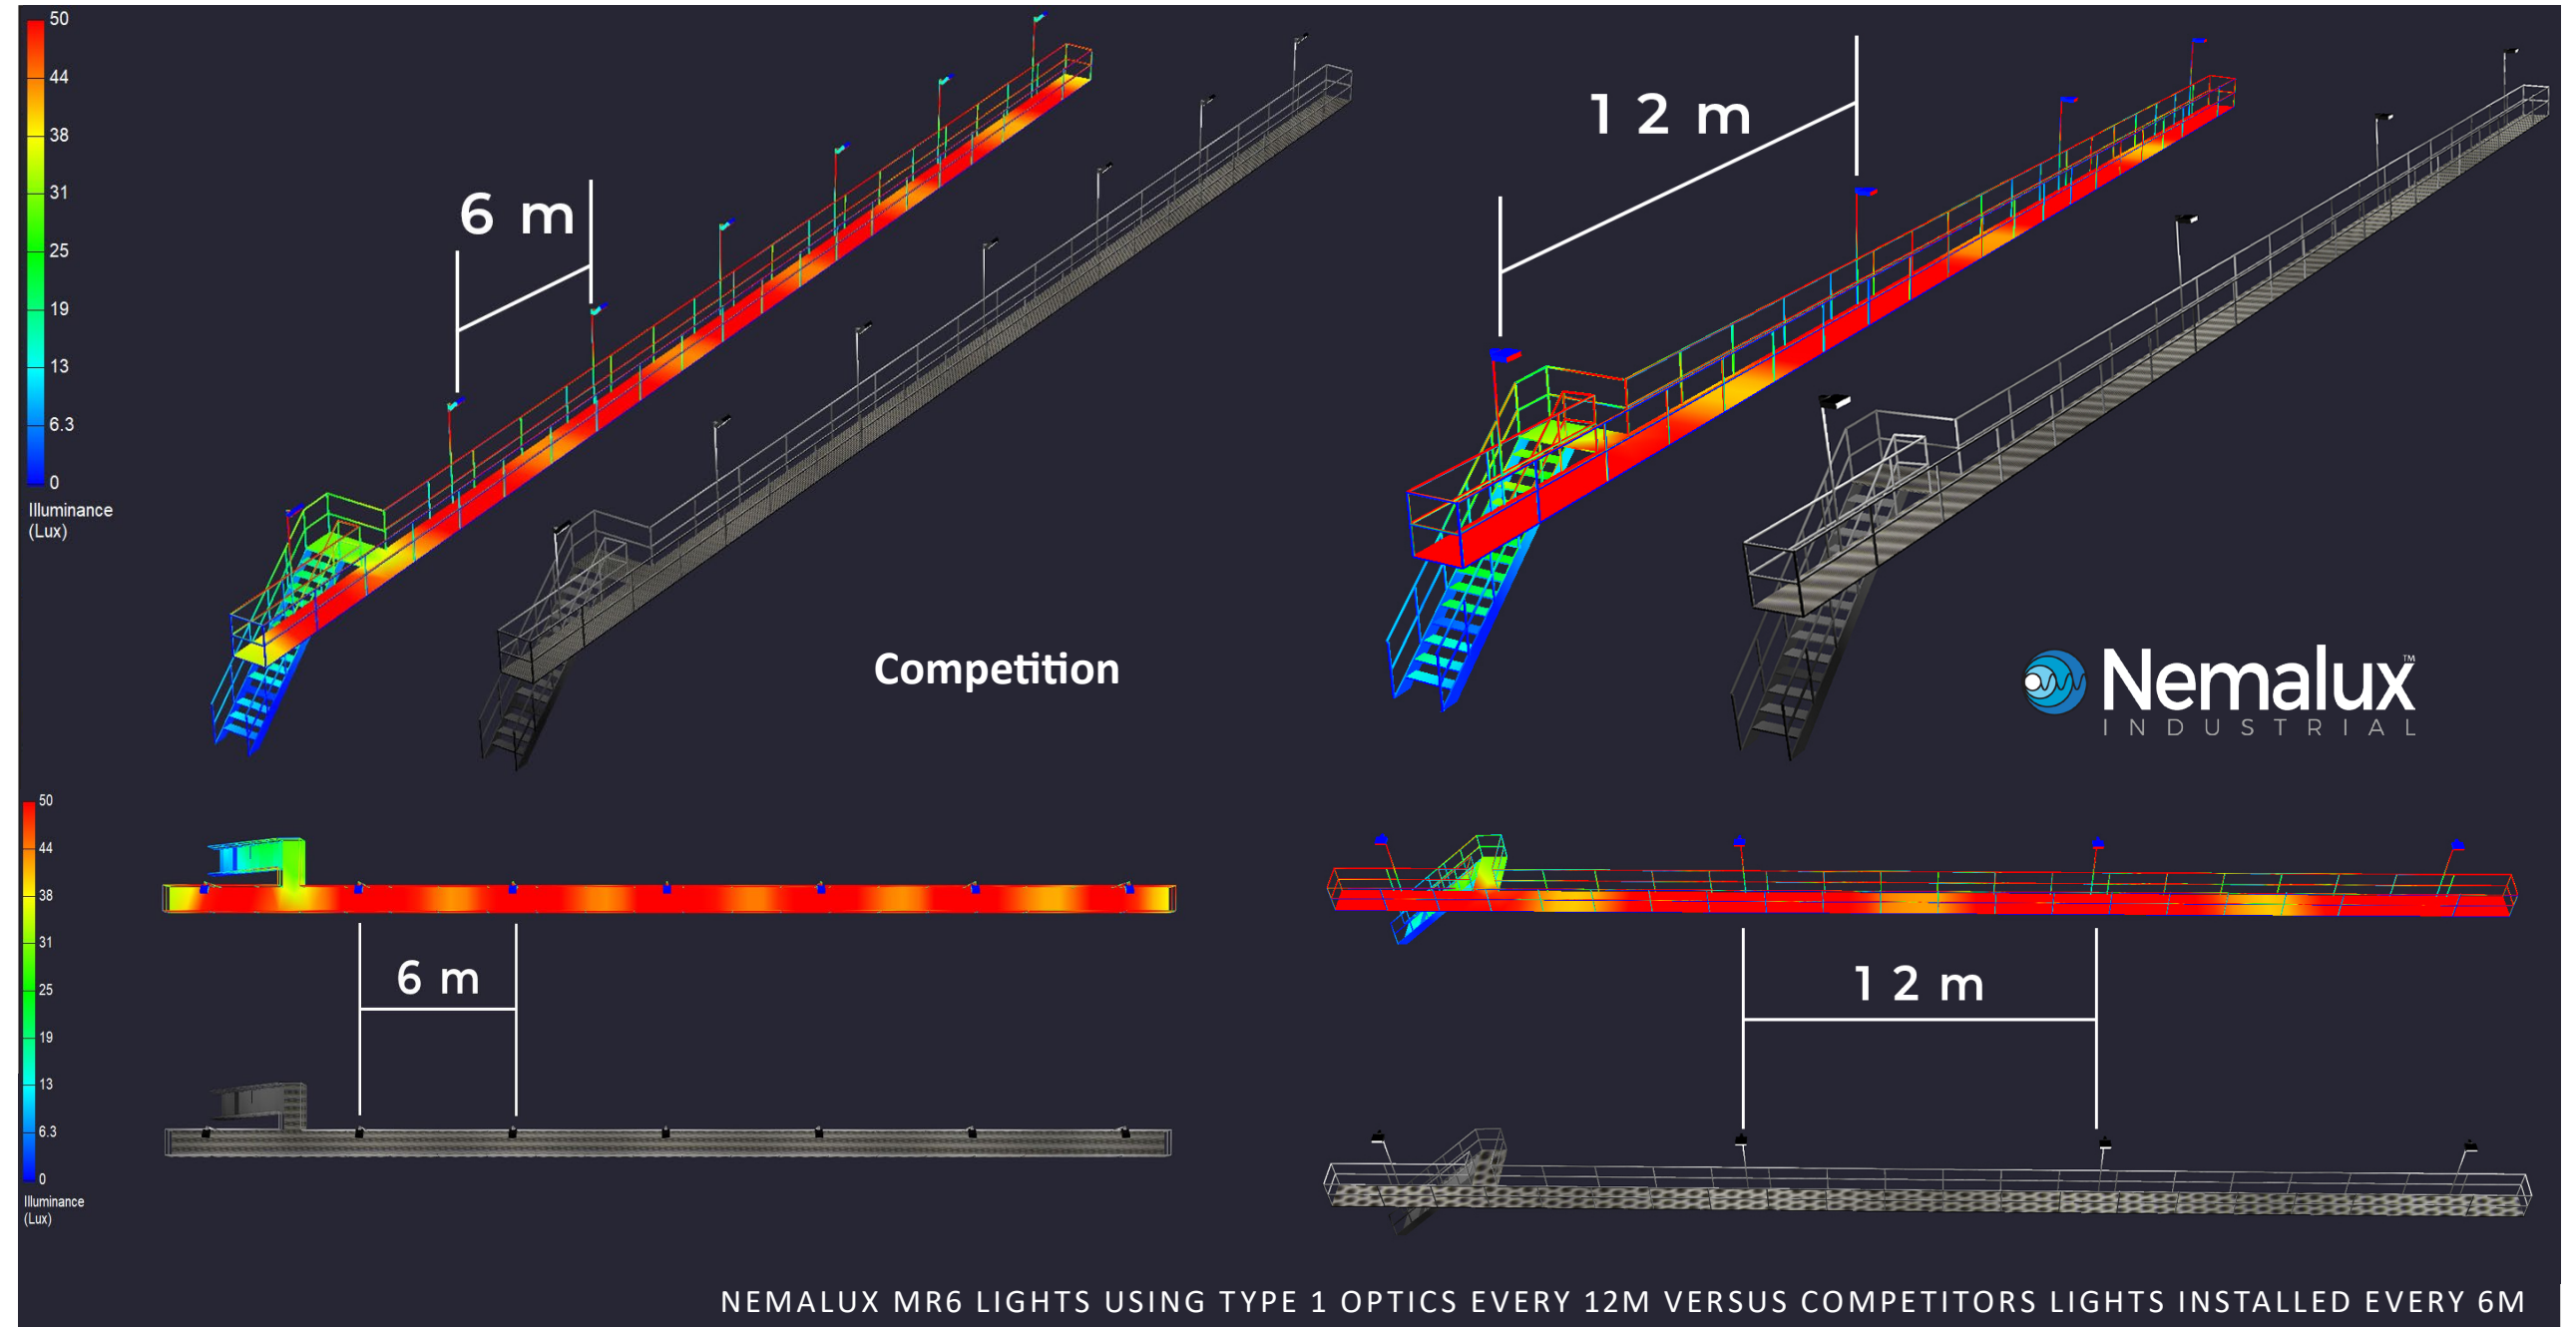 50
44
38
31
25
19
13
6.3
0
Illuminance
(Lux)
6 m
12 m
Competition
Nemalux™
INDUSTRIAL
50
44
38
31
25
19
13
6.3
0
Illuminance
(Lux)
6 m
12 m
NEMALUX MR6 LIGHTS USING TYPE 1 OPTICS EVERY 12M VERSUS COMPETITORS LIGHTS INSTALLED EVERY 6M